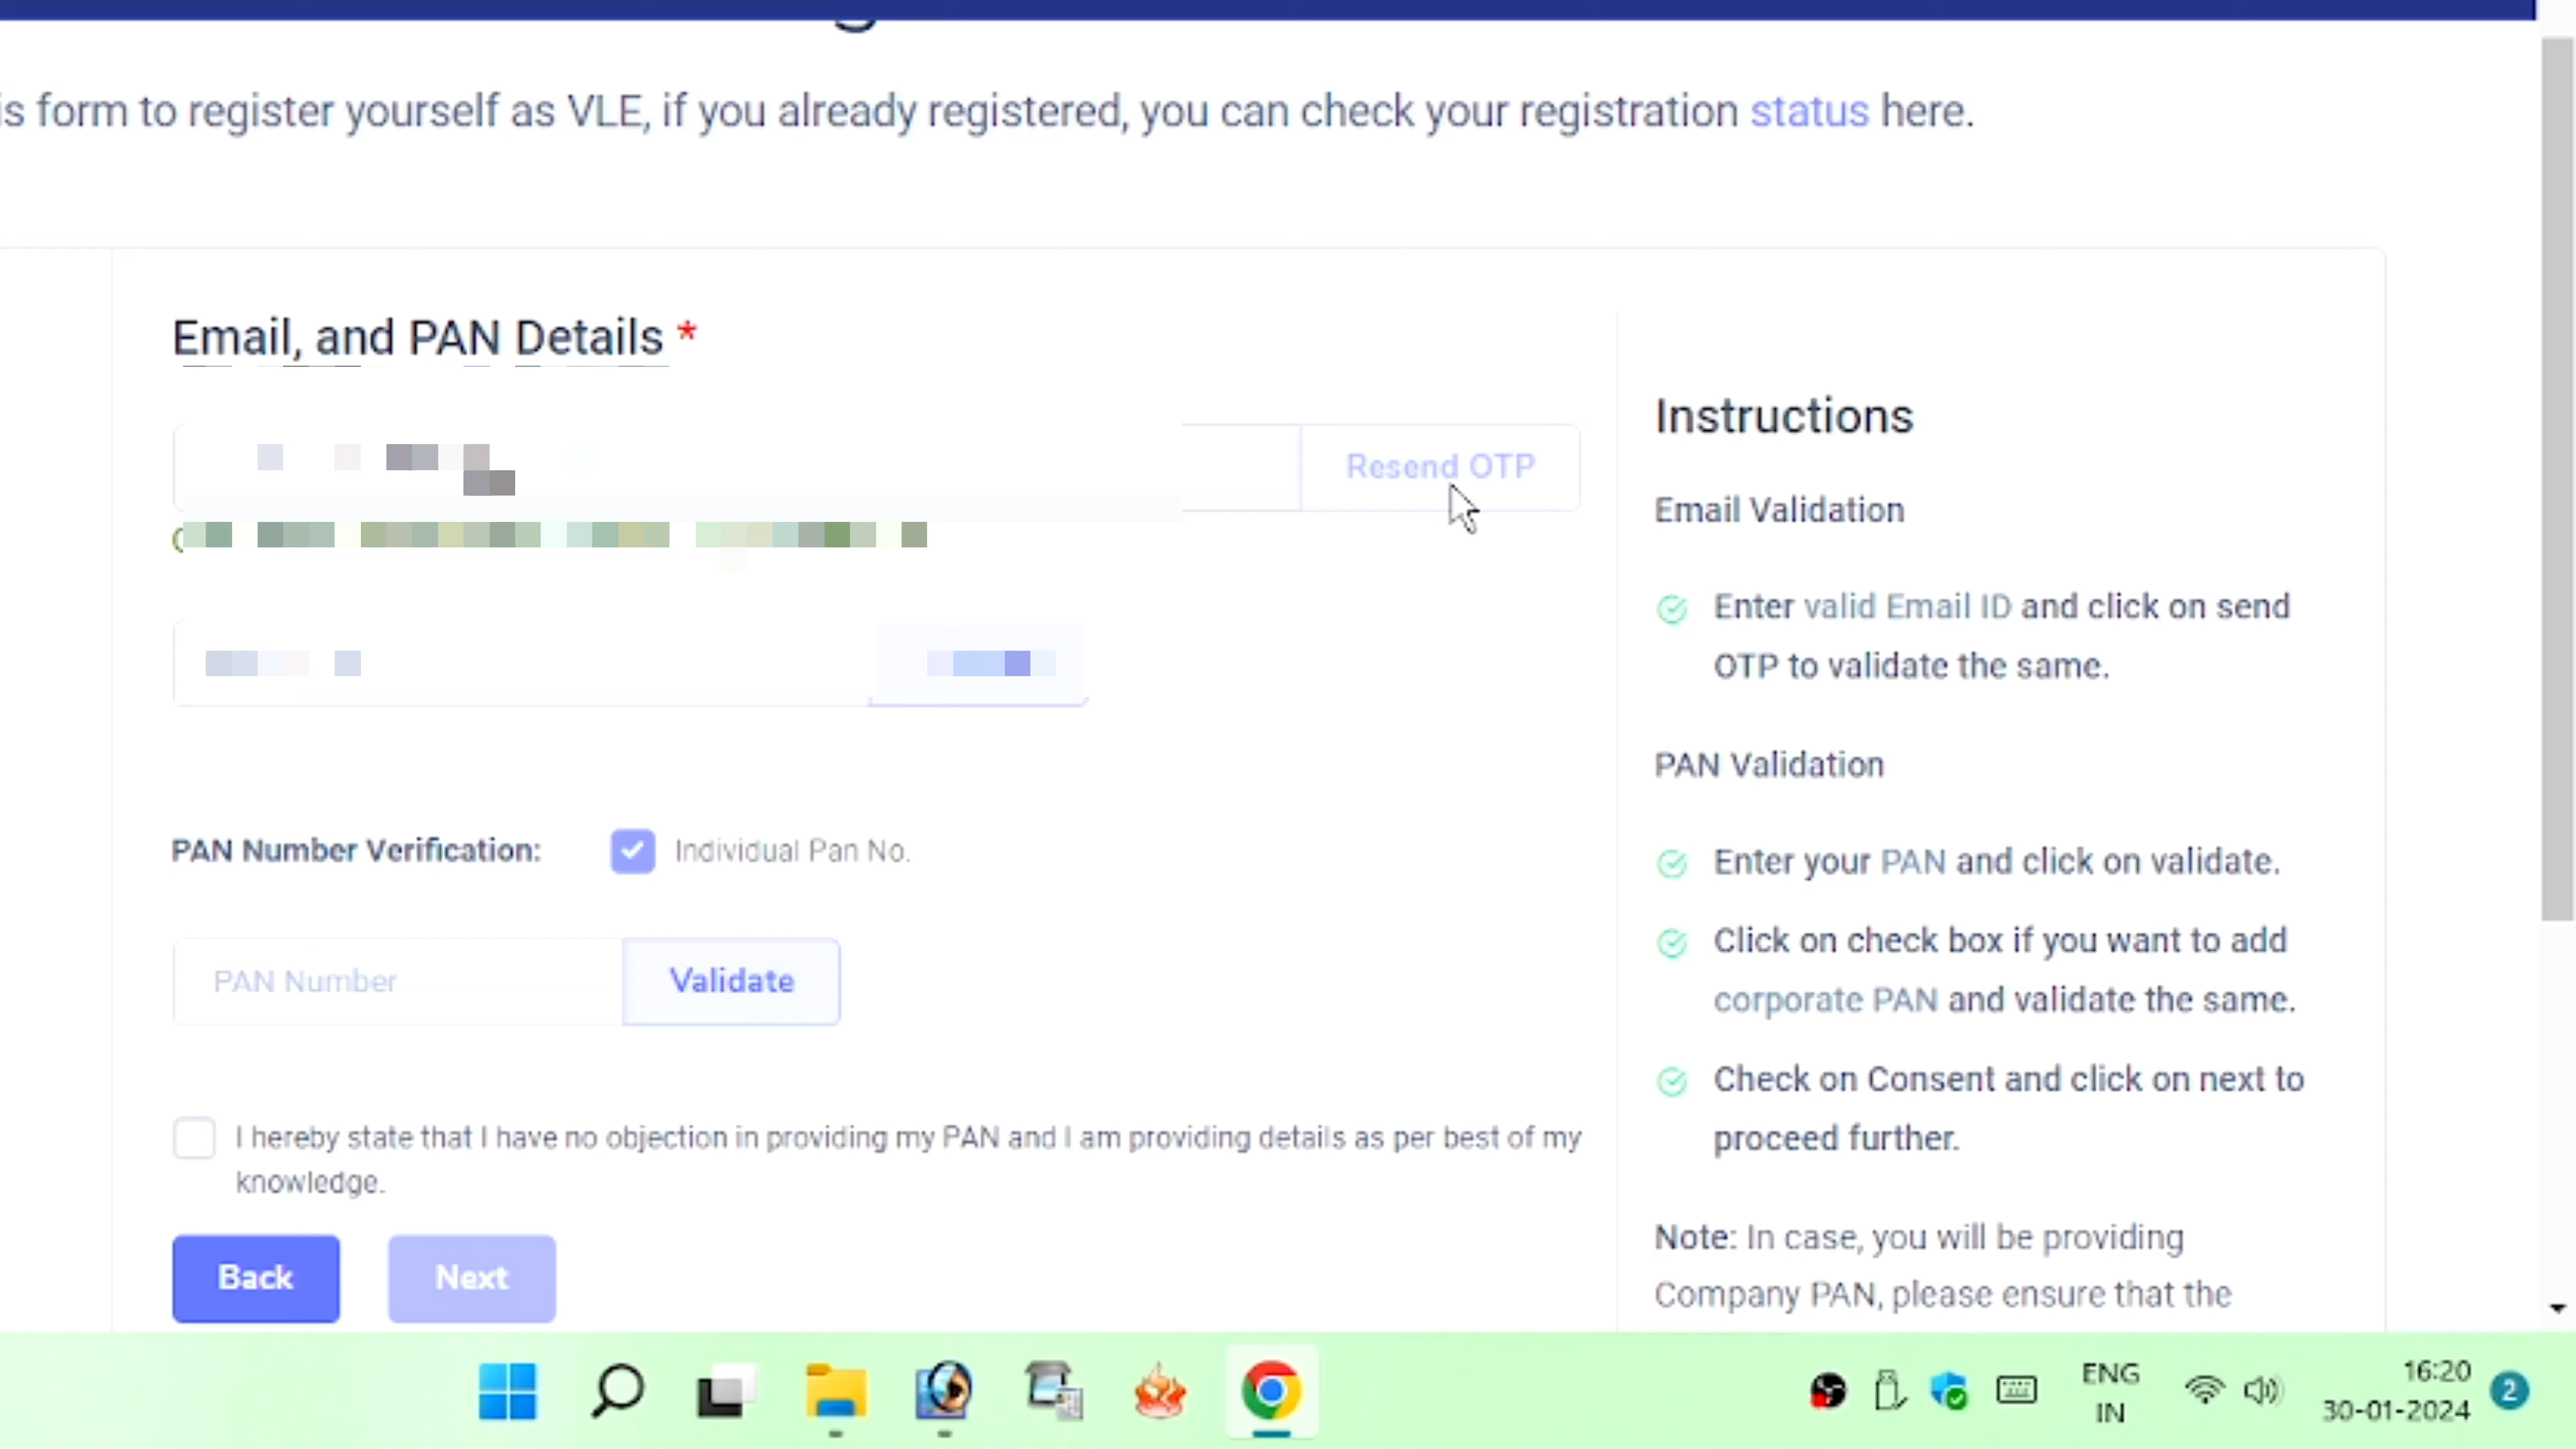 is form to register yourself as VLE, if you already registered, you can check your registration status here.
Email, and PAN Details *
Resend OTP
PAN Number Verification:
Individual Pan No.
PAN Number
Validate
I hereby state that I have no objection in providing my PAN and I am providing details as per best of my
knowledge.
Back
Next
Instructions
Email Validation
Enter valid Email ID and click on send
OTP to validate the same.
PAN Validation
Enter your PAN and click on validate.
Click on check box if you want to add
corporate PAN and validate the same.
Check on Consent and click on next to
proceed further.
Note: In case, you will be providing
Company PAN, please ensure that the
ENG
IN
16:20
30-01-2024
2